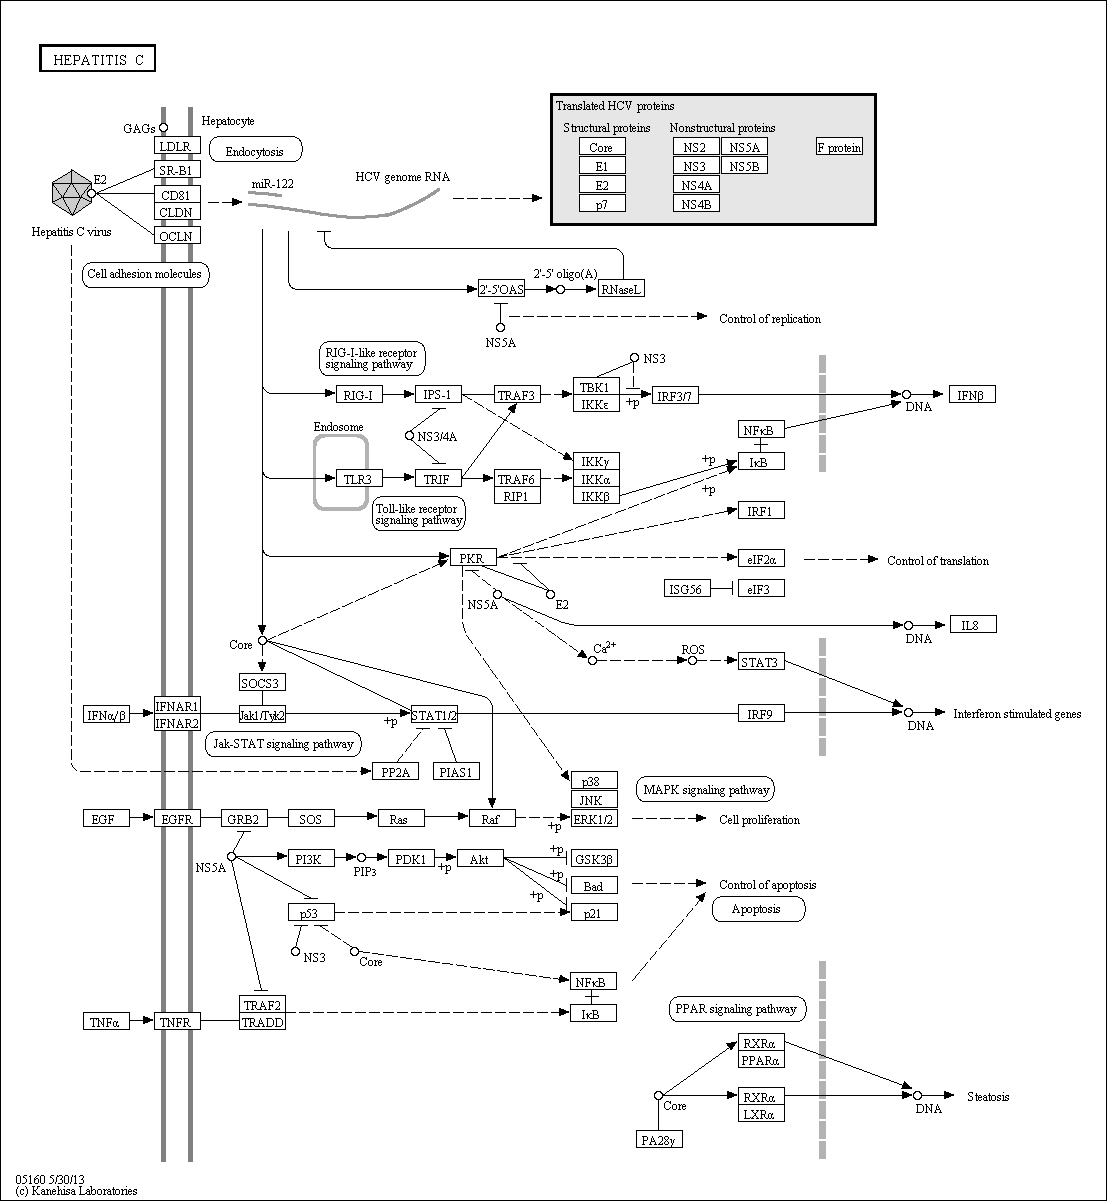 HEPATITIS C
GAGs
Hepatocyte
LDLR
Endocytosis
SR-B1
E2
CD81
CLDN
OCLN
Hepatitis C virus
Cell adhesion molecules
miR-122
HCV genome RNA
Translated HCV proteins
Structural proteins
Nonstructural proteins
Core
NS2
NS5A
F protein
E1
NS3
NS5B
E2
NS4A
p7
NS4B
2'-5'OAS
2'-5' oligo(A)
RNaseL
NS5A
Control of replication
RIG-I-like receptor
signaling pathway
NS3
RIG-I
IPS-1
TRAF3
TBK1
IKKε
+p
IRF3/7
DNA
IFNβ
Endosome
NS3/4A
NFκB
IκB
TLR3
TRIF
TRAF6
RIP1
IKKγ
IKKα
IKKβ
+p
+p
Toll-like receptor
signaling pathway
IRF1
PKR
eIF2α
Control of translation
NS5A
E2
ISG56
eIF3
IL8
DNA
Core
Ca2+
ROS
STAT3
SOCS3
IFNα/β
IFNAR1
IFNAR2
Jak1/Tyk2
+p
STAT1/2
IRF9
DNA
Interferon stimulated genes
Jak-STAT signaling pathway
PP2A
PIAS1
p38
JNK
ERK1/2
MAPK signaling pathway
EGF
EGFR
GRB2
SOS
Ras
Raf
+p
Cell proliferation
NS5A
PI3K
PIP3
PDK1
+p
Akt
+p
GSK3β
+p
Bad
+p
p21
Control of apoptosis
Apoptosis
p53
NS3
Core
NFκB
IκB
TNFα
TNFR
TRAF2
TRADD
PPAR signaling pathway
RXRα
PPARα
Core
RXRα
LXRα
DNA
Steatosis
PA28γ
05160 5/30/13
(c) Kanehisa Laboratories